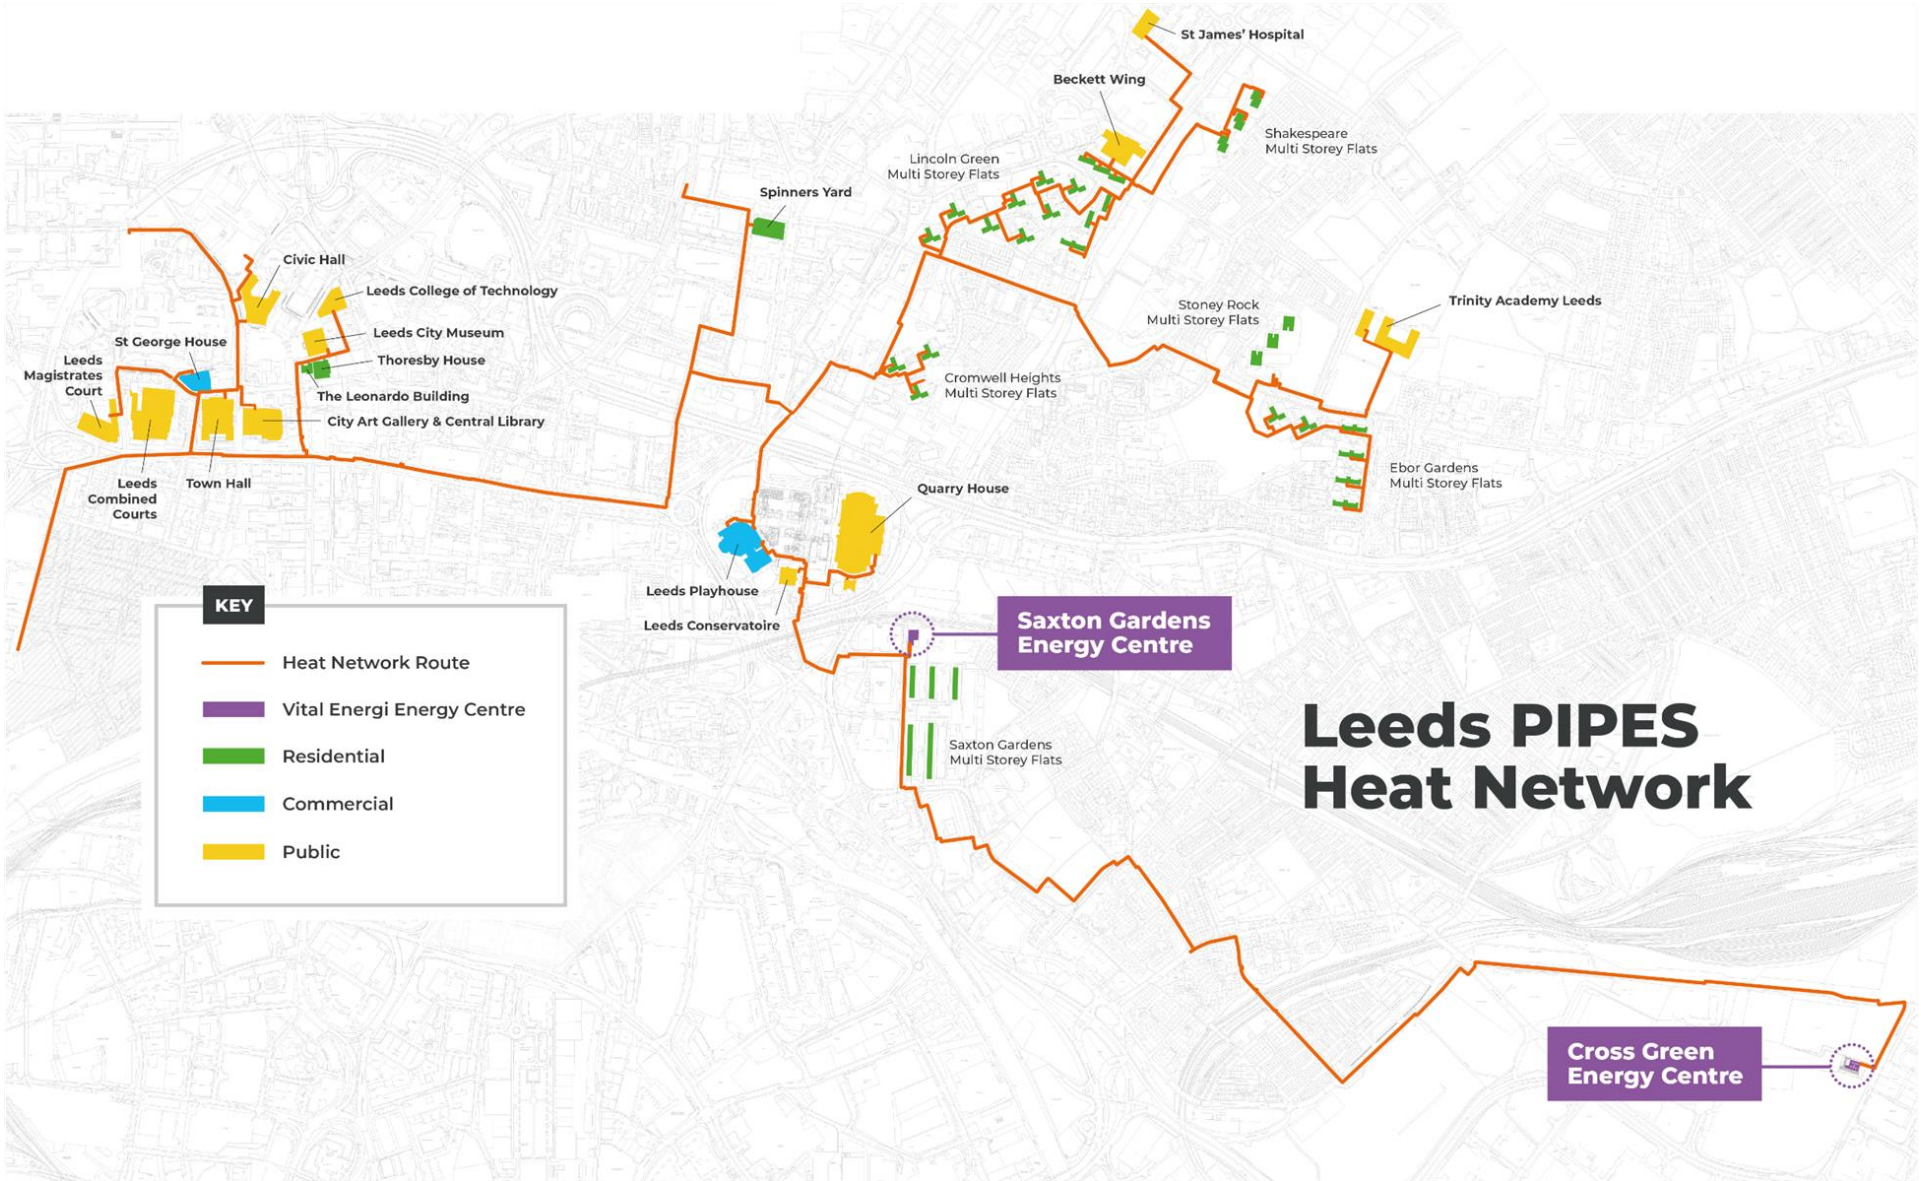 St James' Hospital
Beckett Wing
Shakespeare
Multi Storey Flats
Lincoln Green
Multi Storey Flats
Spinners Yard
Civic Hall
Leeds College of Technology
Stoney Rock
Multi Storey Flats
Trinity Academy Leeds
Leeds City Museum
St George House
Thoresby House
Leeds
Magistrates
Court
The Leonardo Building
Cromwell Heights
Multi Storey Flats
City Art Gallery & Central Library
Leeds
Combined
Courts
Town Hall
Ebor Gardens
Multi Storey Flats
Quarry House
Leeds Playhouse
Leeds Conservatoire
KEY
Heat Network Route
Vital Energi Energy Centre
Residential
Commercial
Public
Saxton Gardens
Energy Centre
Saxton Gardens
Multi Storey Flats
Leeds PIPES
Heat Network
Cross Green
Energy Centre